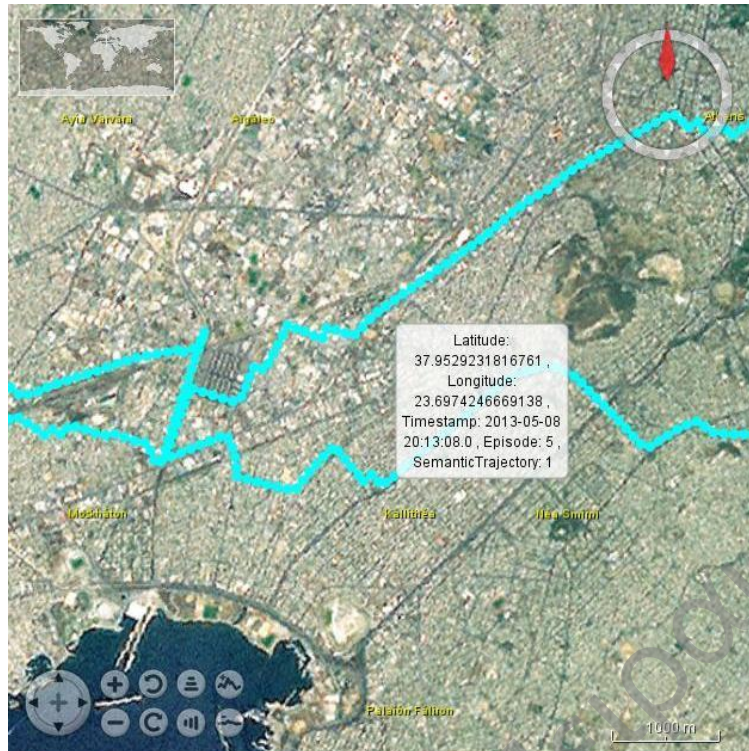 Ayia Varvara
Aigaleo
Athens
Latitude:
37.9529231816761 ,
Longitude:
23.6974246669138 ,
Timestamp: 2013-05-08
20:13:08.0 , Episode: 5 ,
SemanticTrajectory: 1
Moskhaton
Kallithea
Nea Smirni
Palaion Faliron
1000 m